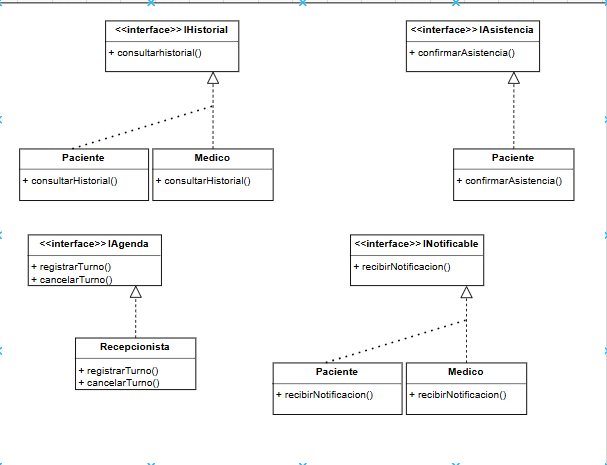 <<interface>> IHistorial
+ consultarhistorial()
<<interface>> IAsistencia
+ confirmarAsistencia()
Paciente
+ consultarHistorial()
Medico
+ consultarHistorial()
Paciente
+ confirmarAsistencia()
<<interface>> IAgenda
+ registrarTurno()
+ cancelarTurno()
<<interface>> INotificable
+ recibirNotificacion()
Recepcionista
+ registrarTurno()
+ cancelarTurno()
Paciente
+ recibirNotificacion()
Medico
+ recibirNotificacion()